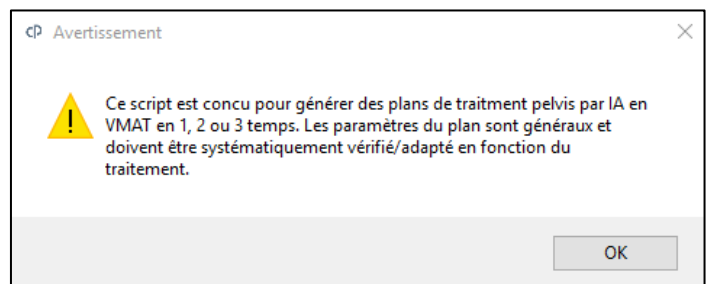 Avertissement
Ce script est concu pour générer des plans de traitment pelvis par IA en
VMAT en 1, 2 ou 3 temps. Les paramètres du plan sont généraux et
doivent être systématiquement vérifié/adapté en fonction du
traitement.
OK